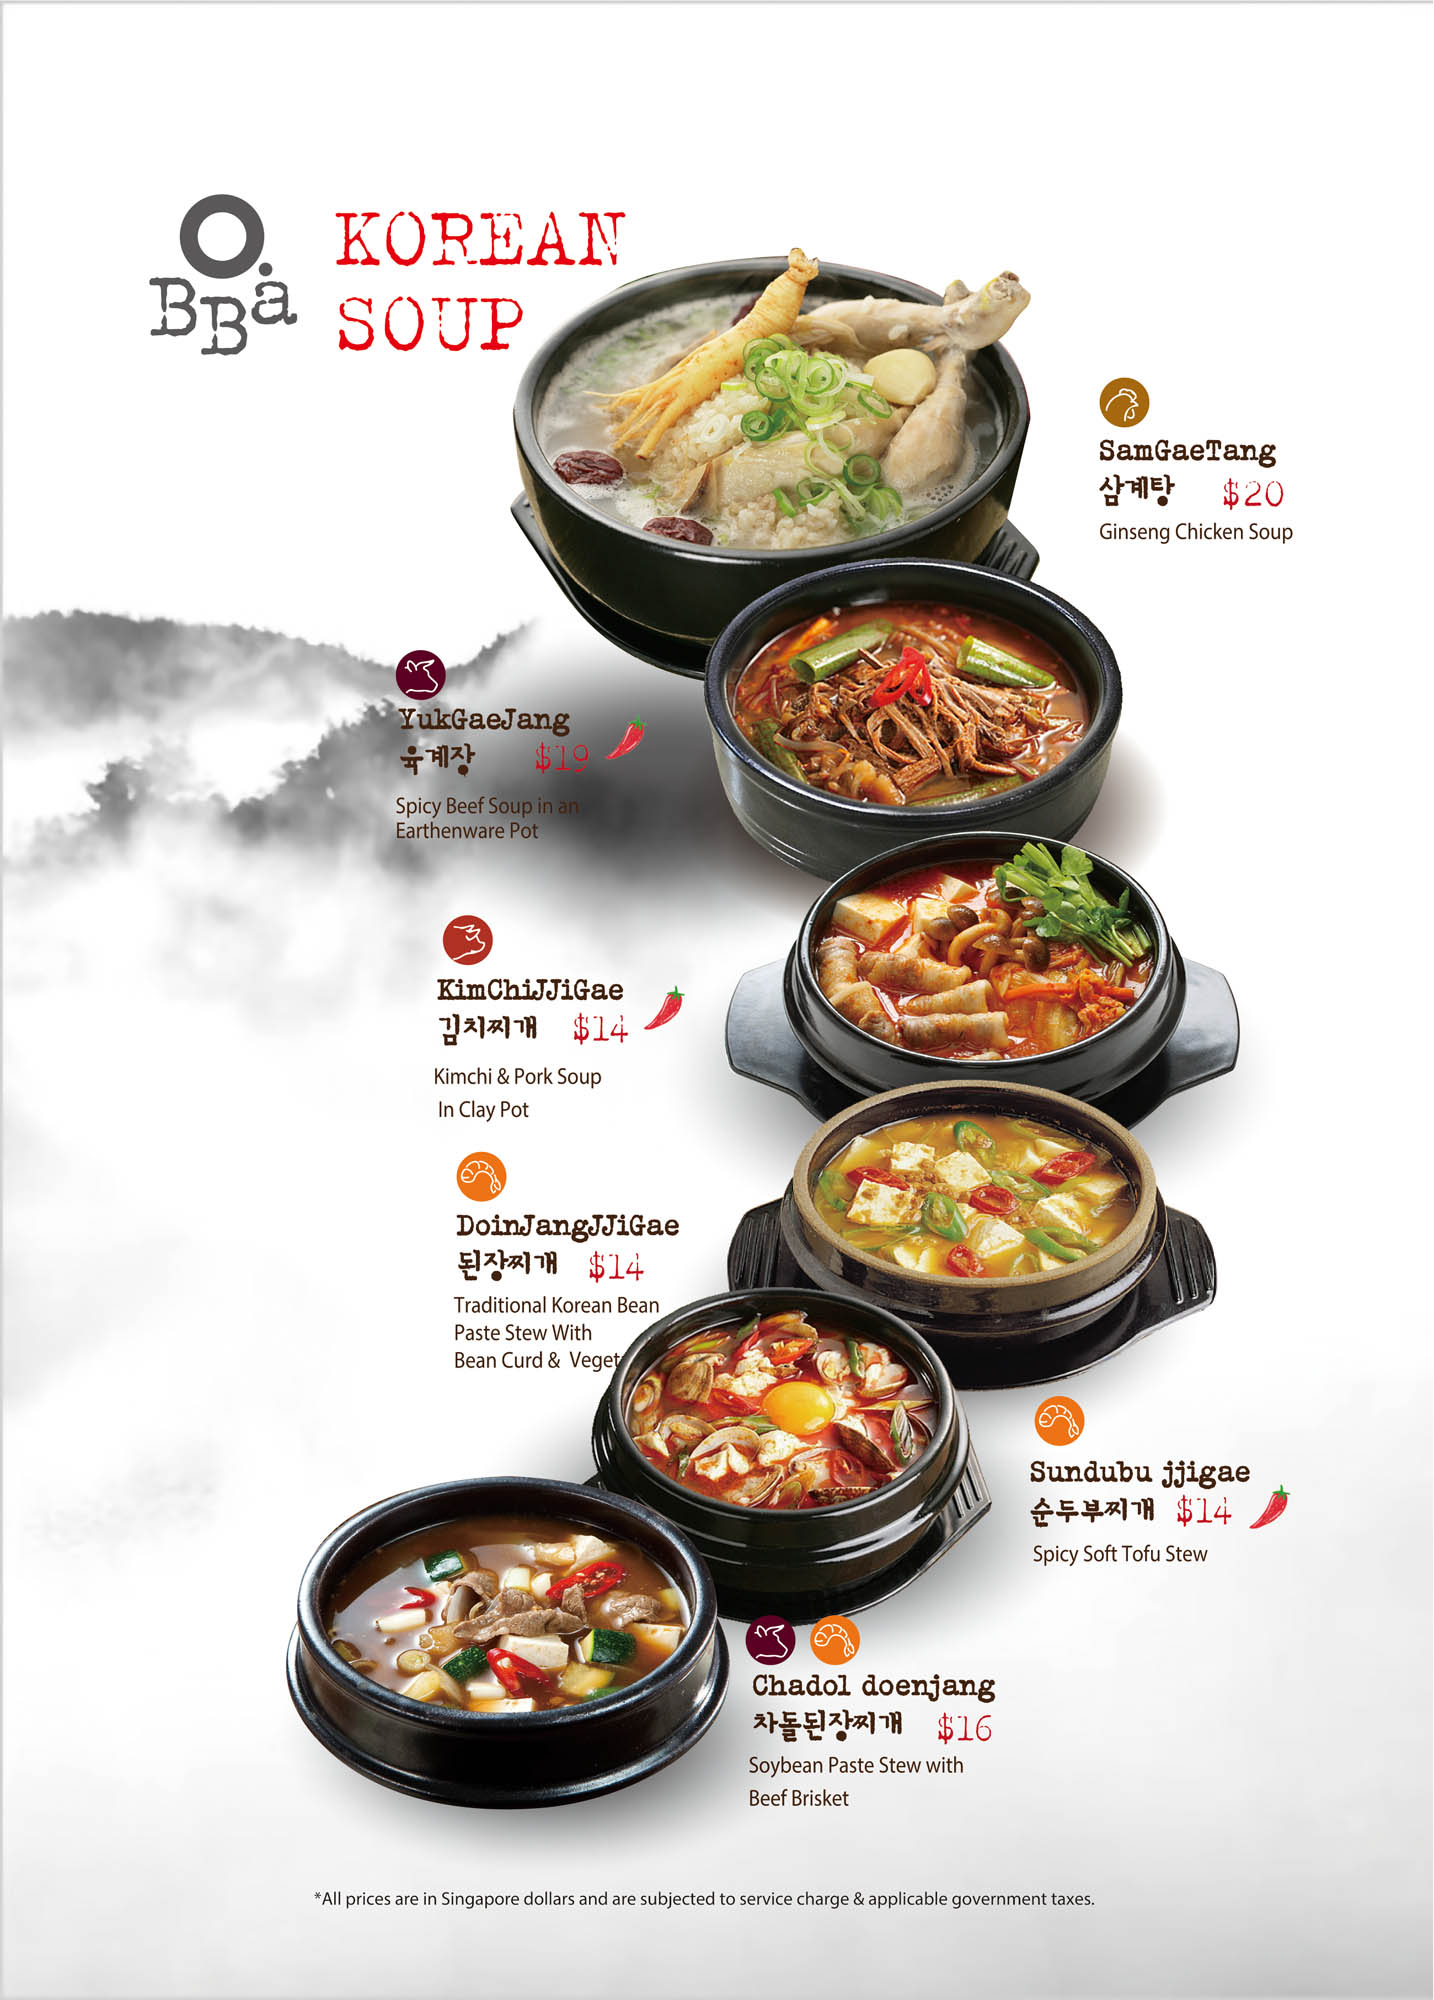 O.BBa
KOREAN
SOUP
SamGaeTang
삼계탕 $20
Ginseng Chicken Soup
YukGaeJang
육계장 $19
Spicy Beef Soup in an
Earthenware Pot
KimChiJJiGae
김치찌개 $14
Kimchi & Pork Soup
In Clay Pot
DoinJangJJiGae
된장찌개 $14
Traditional Korean Bean
Paste Stew With
Bean Curd & Veget
Sundubu jjigae
순두부찌개 $14
Spicy Soft Tofu Stew
Chadol doenjang
차돌된장찌개 $16
Soybean Paste Stew with
Beef Brisket
*All prices are in Singapore dollars and are subjected to service charge & applicable government taxes.